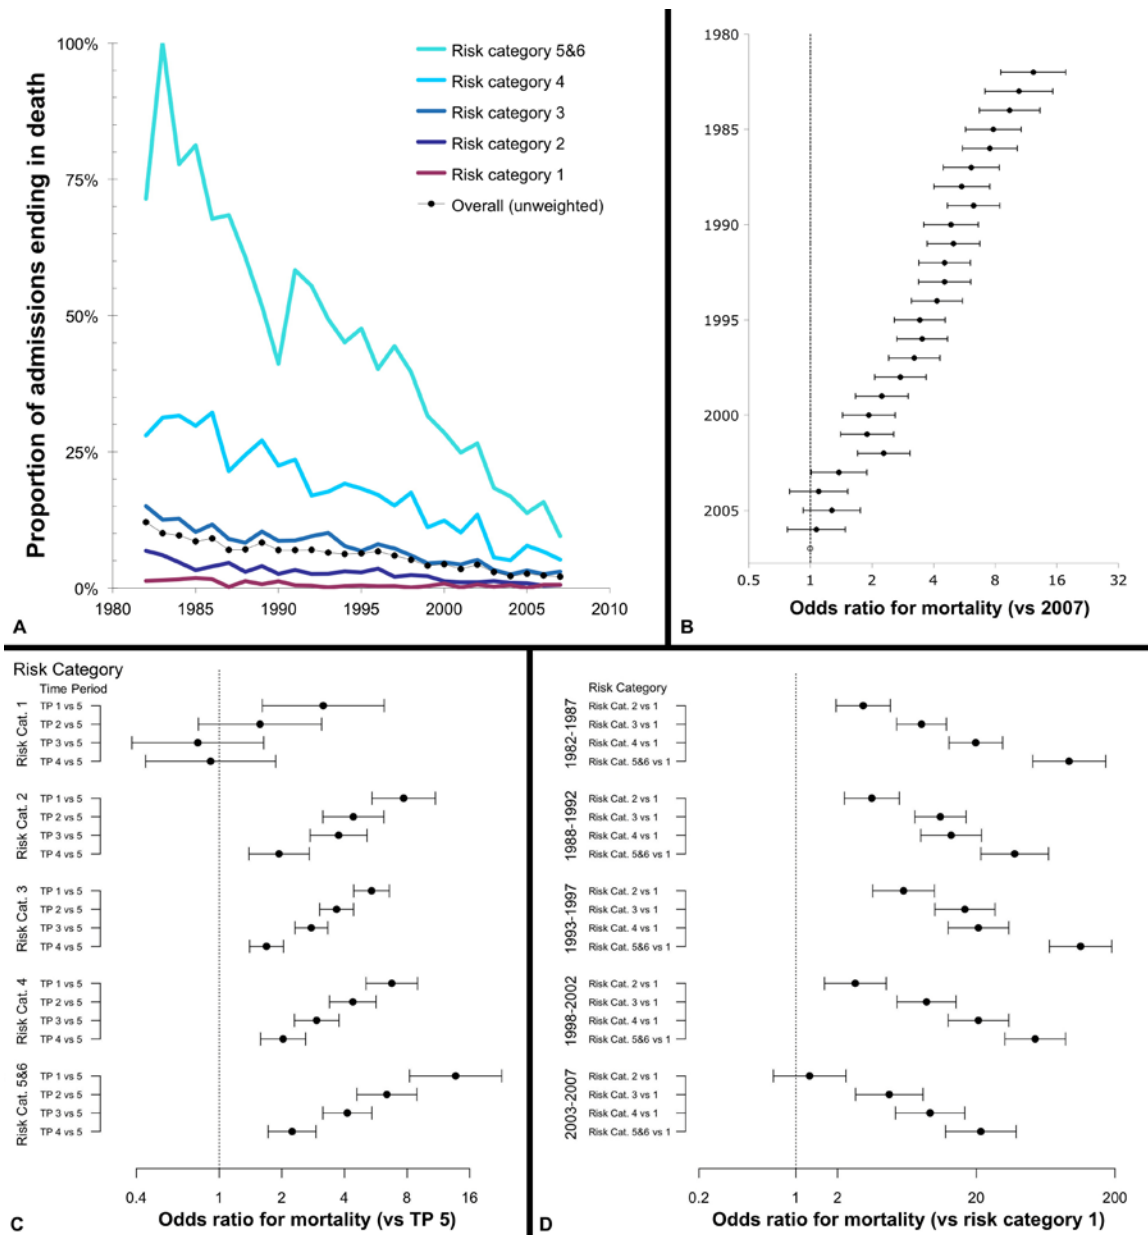 Proportion of admissions ending in death
100%
75%
50%
25%
0%
1980 1985 1990 1995 2000 2005 2010
Risk category 5&6
Risk category 4
Risk category 3
Risk category 2
Risk category 1
Overall (unweighted)
A
1980
1985
1990
1995
2000
2005
0.5 1 2 4 8 16 32
Odds ratio for mortality (vs 2007)
B
Risk Category
Time Period
Risk Cat. 1
TP 1 vs 5
TP 2 vs 5
TP 3 vs 5
TP 4 vs 5
Risk Cat. 2
TP 1 vs 5
TP 2 vs 5
TP 3 vs 5
TP 4 vs 5
Risk Cat. 3
TP 1 vs 5
TP 2 vs 5
TP 3 vs 5
TP 4 vs 5
Risk Cat. 4
TP 1 vs 5
TP 2 vs 5
TP 3 vs 5
TP 4 vs 5
Risk Cat. 5&6
TP 1 vs 5
TP 2 vs 5
TP 3 vs 5
TP 4 vs 5
0.4 1 2 4 8 16
Odds ratio for mortality (vs TP 5)
C
Risk Category
1982-1987
Risk Cat. 2 vs 1
Risk Cat. 3 vs 1
Risk Cat. 4 vs 1
Risk Cat. 5&6 vs 1
1988-1992
Risk Cat. 2 vs 1
Risk Cat. 3 vs 1
Risk Cat. 4 vs 1
Risk Cat. 5&6 vs 1
1993-1997
Risk Cat. 2 vs 1
Risk Cat. 3 vs 1
Risk Cat. 4 vs 1
Risk Cat. 5&6 vs 1
1998-2002
Risk Cat. 2 vs 1
Risk Cat. 3 vs 1
Risk Cat. 4 vs 1
Risk Cat. 5&6 vs 1
2003-2007
Risk Cat. 2 vs 1
Risk Cat. 3 vs 1
Risk Cat. 4 vs 1
Risk Cat. 5&6 vs 1
0.2 1 2 20 200
Odds ratio for mortality (vs risk category 1)
D